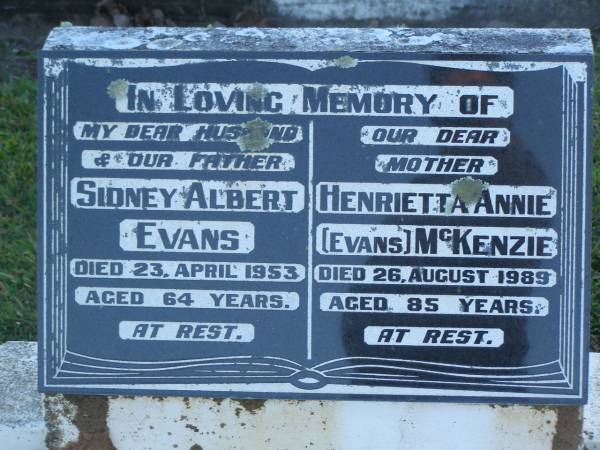 IN LOVING MEMORY OF
MY DEAR HUSBAND
& OUR FATHER
SIDNEY ALBERT
EVANS
DIED 23, APRIL 1953
AGED 64 YEARS.
AT REST.
OUR DEAR
MOTHER
HENRIETTA ANNIE
(EVANS) McKENZIE
DIED 26, AUGUST 1989
AGED 85 YEARS.
AT REST.